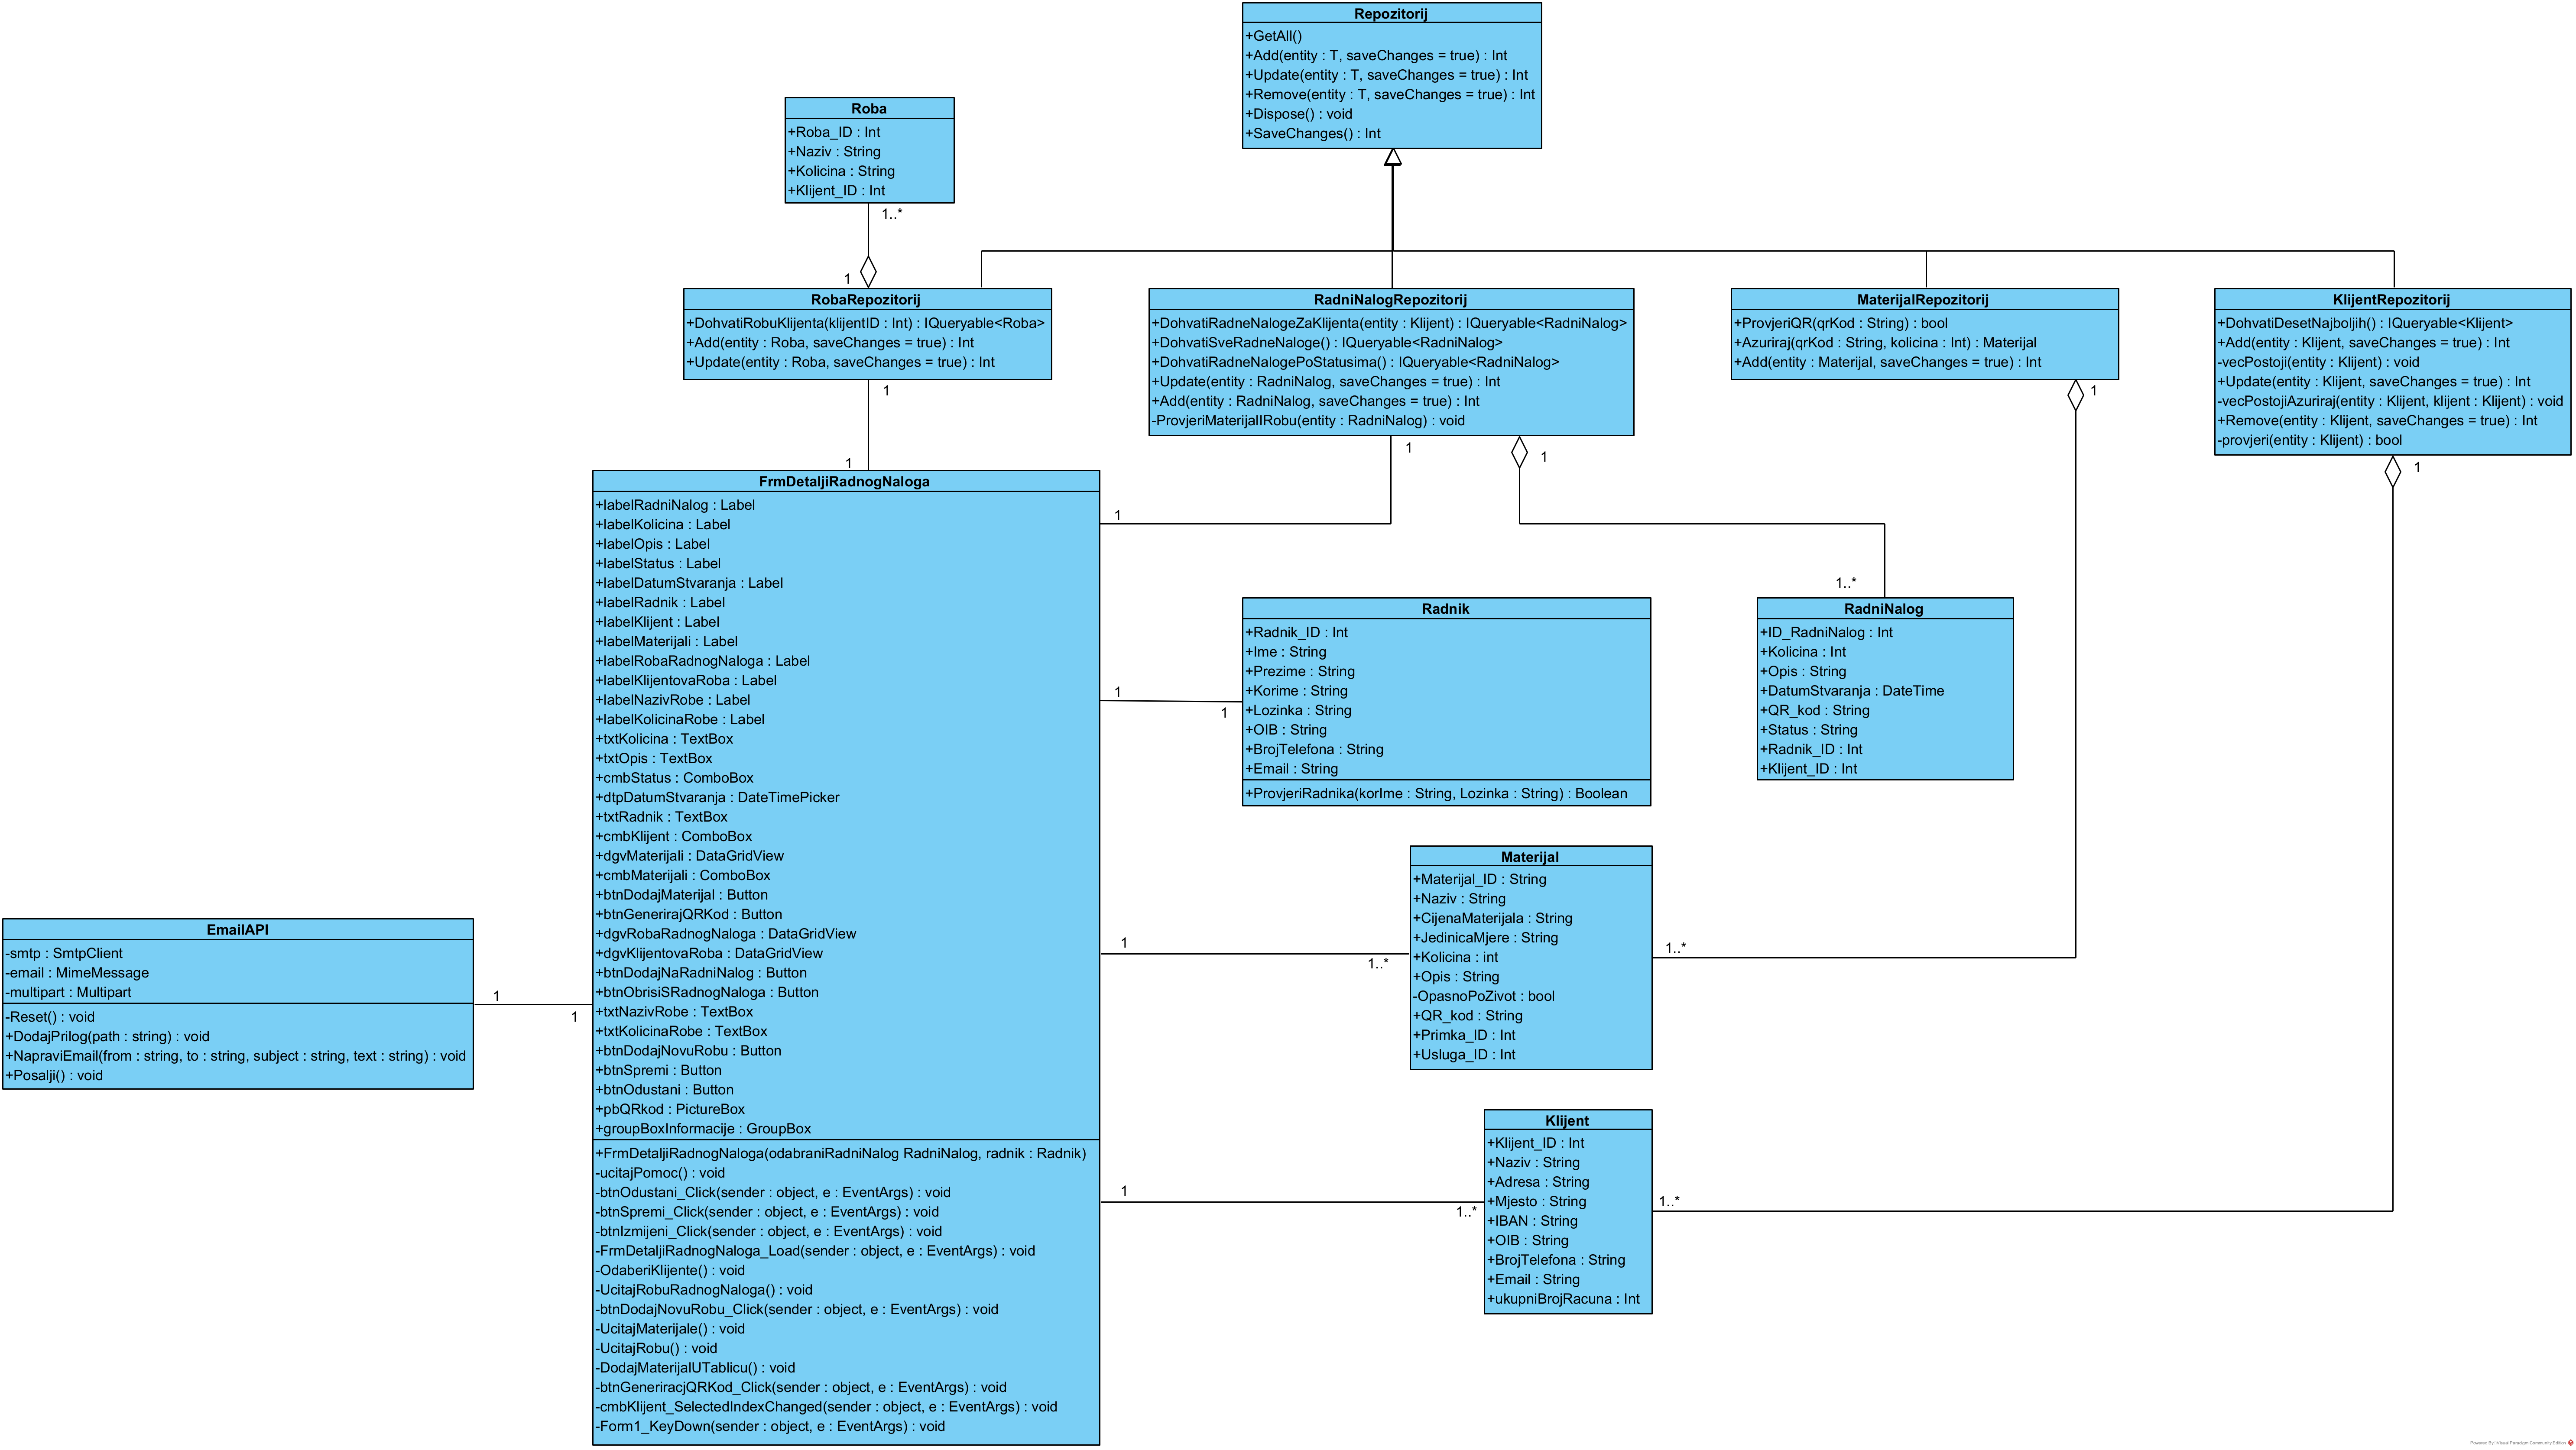 Repozitorij
+GetAll()
+Add(entity : T, saveChanges = true) : Int
+Update(entity : T, saveChanges = true) : Int
+Remove(entity : T, saveChanges = true) : Int
+Dispose() : void
+SaveChanges() : Int
Roba
+Roba_ID : Int
+Naziv : String
+Kolicina : String
+Klijent_ID : Int
1..*
1
RobaRepozitorij
+DohvatiRobuKlijenta(klijentID : Int) : IQueryable<Roba>
+Add(entity : Roba, saveChanges = true) : Int
+Update(entity : Roba, saveChanges = true) : Int
1
1
RadniNalogRepozitorij
+DohvatiRadneNalogeZaKlijenta(entity : Klijent) : IQueryable<RadniNalog>
+DohvatiSveRadneNaloge() : IQueryable<RadniNalog>
+DohvatiRadneNalogePoStatusima() : IQueryable<RadniNalog>
+Update(entity : RadniNalog, saveChanges = true) : Int
+Add(entity : RadniNalog, saveChanges = true) : Int
-ProvjeriMaterijalIRobu(entity : RadniNalog) : void
1
1
MaterijalRepozitorij
+ProvjeriQR(qrKod : String) : bool
+Azuriraj(qrKod : String, kolicina : Int) : Materijal
+Add(entity : Materijal, saveChanges = true) : Int
1
KlijentRepozitorij
+DohvatiDesetNajboljih() : IQueryable<Klijent>
+Add(entity : Klijent, saveChanges = true) : Int
-vecPostoji(entity : Klijent) : void
+Update(entity : Klijent, saveChanges = true) : Int
-vecPostojiAzuriraj(entity : Klijent, klijent : Klijent) : void
+Remove(entity : Klijent, saveChanges = true) : Int
-provjeri(entity : Klijent) : bool
1
FrmDetaljiRadnogNaloga
+labelRadniNalog : Label
+labelKolicina : Label
+labelOpis : Label
+labelStatus : Label
+labelDatumStvaranja : Label
+labelRadnik : Label
+labelKlijent : Label
+labelMaterijali : Label
+labelRobaRadnogNaloga : Label
+labelKlijentovaRoba : Label
+labelNazivRobe : Label
+labelKolicinaRobe : Label
+txtKolicina : TextBox
+txtOpis : TextBox
+cmbStatus : ComboBox
+dtpDatumStvaranja : DateTimePicker
+txtRadnik : TextBox
+cmbKlijent : ComboBox
+dgvMaterijali : DataGridView
+cmbMaterijali : ComboBox
+btnDodajMaterijal : Button
+btnGenerirajQRKod : Button
+dgvRobaRadnogNaloga : DataGridView
+dgvKlijentovaRoba : DataGridView
+btnDodajNaRadniNalog : Button
+btnObrisiSRadnogNaloga : Button
+txtNazivRobe : TextBox
+txtKolicinaRobe : TextBox
+btnDodajNovuRobu : Button
+btnSpremi : Button
+btnOdustani : Button
+pbQRkod : PictureBox
+groupBoxInformacije : GroupBox
+FrmDetaljiRadnogNaloga(odabraniRadniNalog RadniNalog, radnik : Radnik)
-ucitajPomoc() : void
-btnOdustani_Click(sender : object, e : EventArgs) : void
-btnSpremi_Click(sender : object, e : EventArgs) : void
-btnIzmijeni_Click(sender : object, e : EventArgs) : void
-FrmDetaljiRadnogNaloga_Load(sender : object, e : EventArgs) : void
-OdaberiKlijente() : void
-UcitajRobuRadnogNaloga() : void
-btnDodajNovuRobu_Click(sender : object, e : EventArgs) : void
-UcitajMaterijale() : void
-UcitajRobu() : void
-DodajMaterijalUTablicu() : void
-btnGeneriracjQRKod_Click(sender : object, e : EventArgs) : void
-cmbKlijent_SelectedIndexChanged(sender : object, e : EventArgs) : void
-Form1_KeyDown(sender : object, e : EventArgs) : void
1
1
1
1..*
Radnik
+Radnik_ID : Int
+Ime : String
+Prezime : String
+Korime : String
+Lozinka : String
+OIB : String
+BrojTelefona : String
+Email : String
+ProvjeriRadnika(korIme : String, Lozinka : String) : Boolean
RadniNalog
+ID_RadniNalog : Int
+Kolicina : Int
+Opis : String
+DatumStvaranja : DateTime
+QR_kod : String
+Status : String
+Radnik_ID : Int
+Klijent_ID : Int
1
1..*
1..*
Materijal
+Materijal_ID : String
+Naziv : String
+CijenaMaterijala : String
+JedinicaMjere : String
+Kolicina : int
+Opis : String
-OpasnoPoZivot : bool
+QR_kod : String
+Primka_ID : Int
+Usluga_ID : Int
EmailAPI
-smtp : SmtpClient
-email : MimeMessage
-multipart : Multipart
-Reset() : void
+DodajPrilog(path : string) : void
+NapraviEmail(from : string, to : string, subject : string, text : string) : void
+Posalji() : void
1
1
1
1..*
1..*
Klijent
+Klijent_ID : Int
+Naziv : String
+Adresa : String
+Mjesto : String
+IBAN : String
+OIB : String
+BrojTelefona : String
+Email : String
+ukupniBrojRacuna : Int
Powered By Visual Paradigm Community Edition